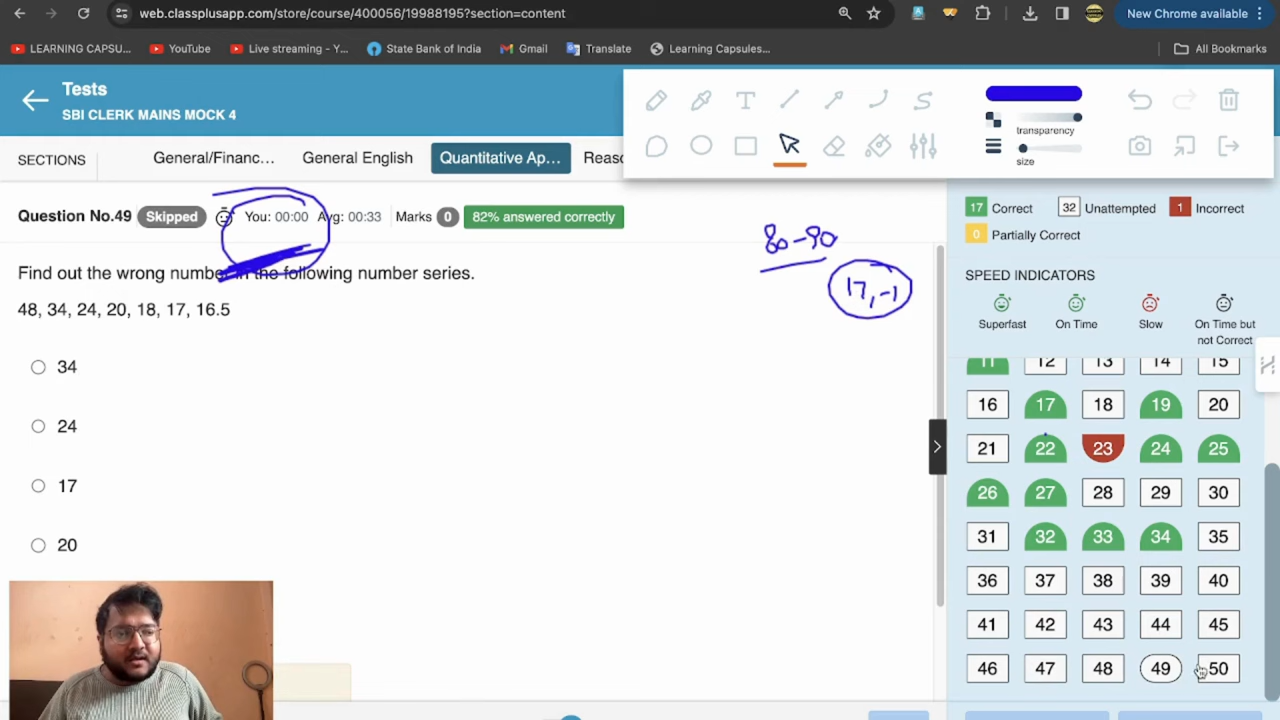 web.classplusapp.com/store/course/400056/19988195?section=content
New Chrome available
LEARNING CAPSU...
YouTube
Live streaming - Y...
State Bank of India
Gmail
Translate
Learning Capsules...
All Bookmarks
Tests
SBI CLERK MAINS MOCK 4
T
transparency
size
SECTIONS
General/Financ...
General English
Quantitative Ap...
Reaso
Question No.49
Skipped
You: 00:00
Avg: 00:33
Marks 0
82% answered correctly
80-90
17, -1
Find out the wrong number in the following number series.
48, 34, 24, 20, 18, 17, 16.5
34
24
17
20
17 Correct
32 Unattempted
1 Incorrect
0 Partially Correct
SPEED INDICATORS
Superfast
On Time
Slow
On Time but
not Correct
11 12 13 14 15
16 17 18 19 20
21 22 23 24 25
26 27 28 29 30
31 32 33 34 35
36 37 38 39 40
41 42 43 44 45
46 47 48 49 50